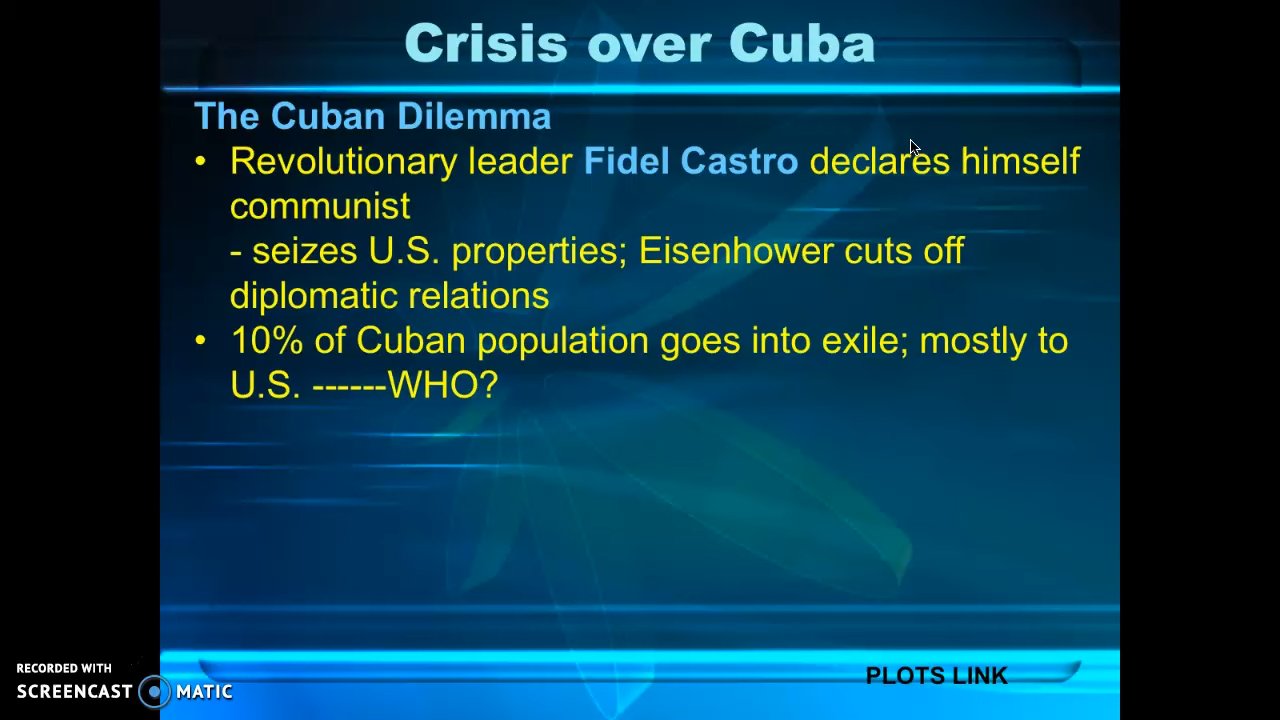 Crisis over Cuba
The Cuban Dilemma
• Revolutionary leader Fidel Castro declares himself
communist
- seizes U.S. properties; Eisenhower cuts off
diplomatic relations
• 10% of Cuban population goes into exile; mostly to
U.S. ------WHO?
PLOTS LINK
RECORDED WITH
SCREENCAST MATIC